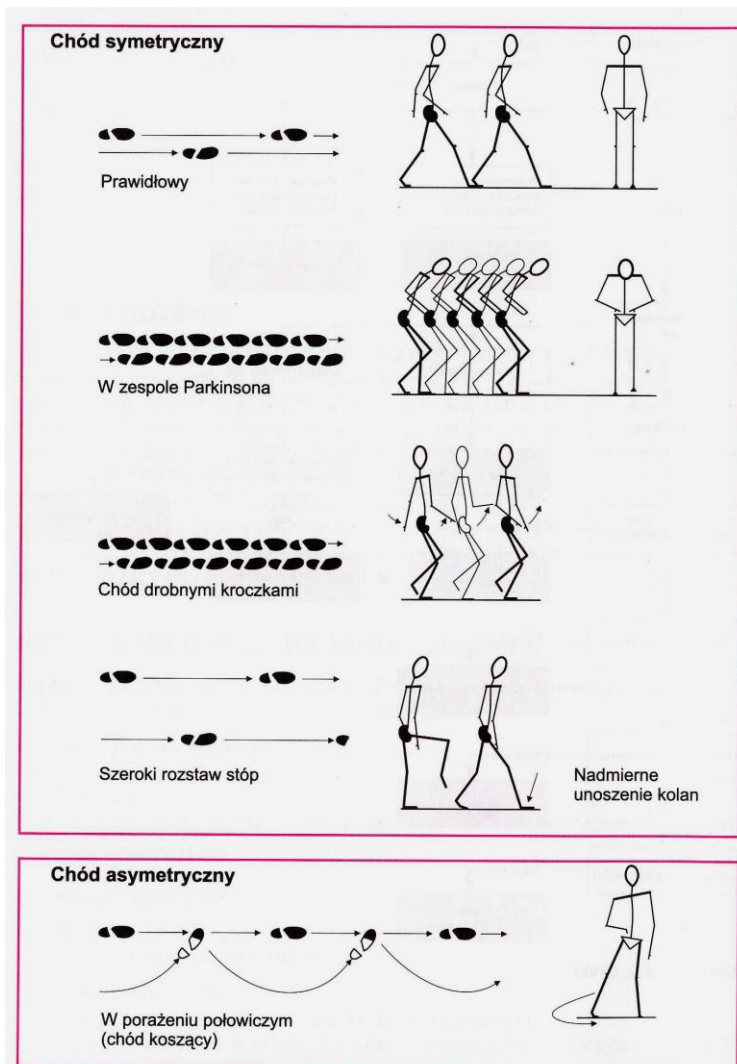 Chód symetryczny
Prawidłowy
W zespole Parkinsona
Chód drobnymi kroczkami
Szeroki rozstaw stóp
Nadmierne
unoszenie kolan
Chód asymetryczny
W porażeniu połowiczym
(chód koszący)